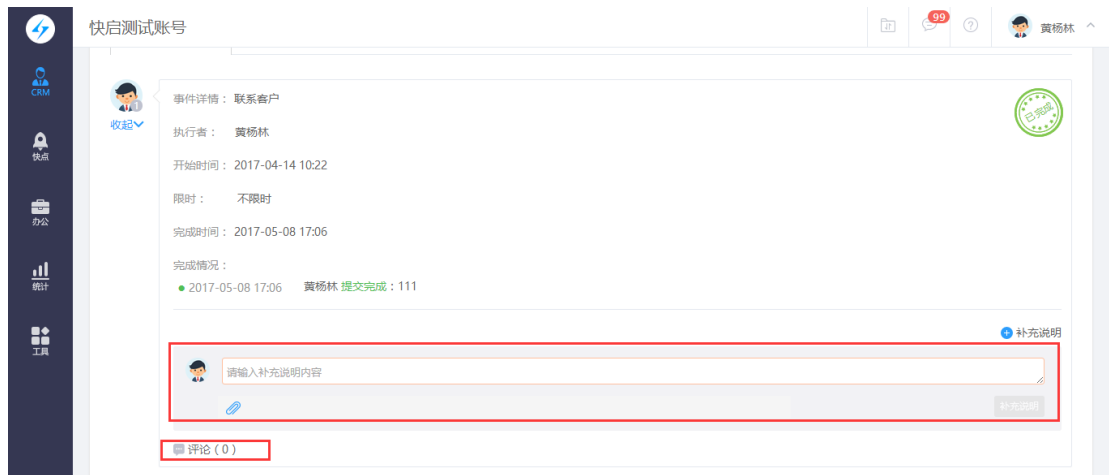 快启测试账号
99
黄杨林
CRM
快点
办公
统计
工具
收起
事件详情： 联系客户
已完成
执行者： 黄杨林
开始时间： 2017-04-14 10:22
限时： 不限时
完成时间： 2017-05-08 17:06
完成情况：
2017-05-08 17:06 黄杨林 提交完成：111
补充说明
请输入补充说明内容
补充说明
评论（0）